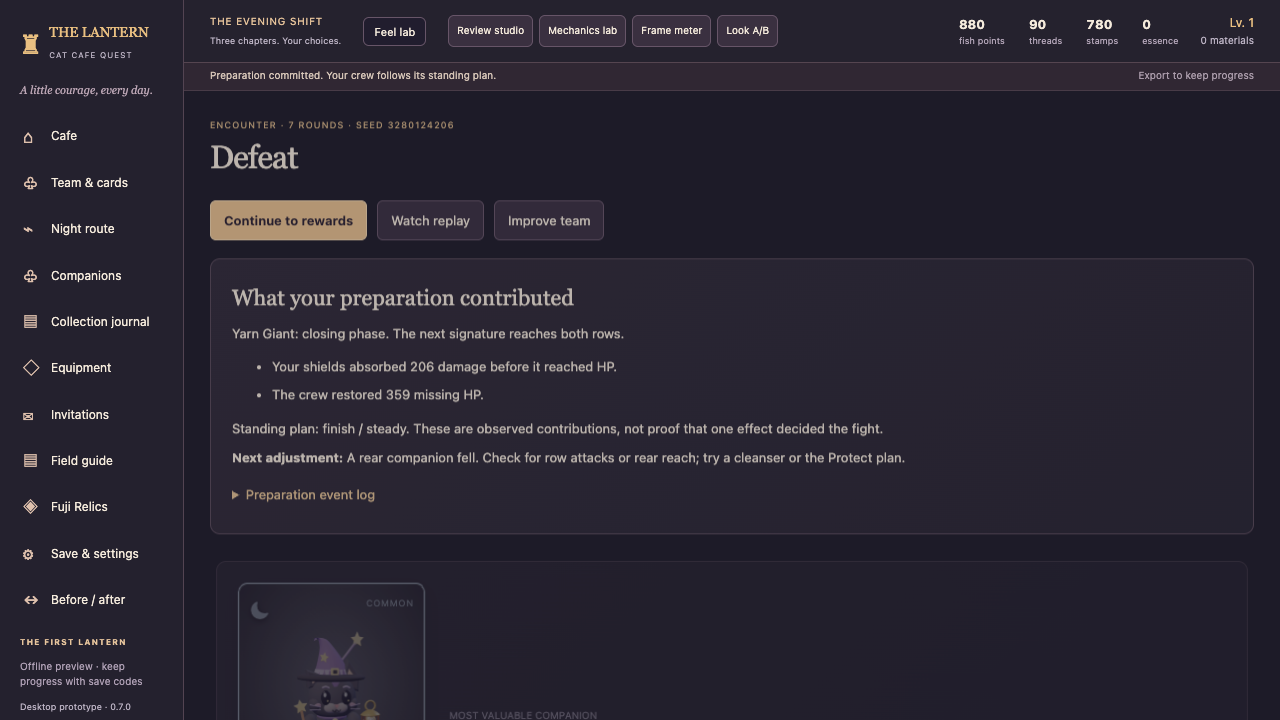 THE LANTERN
CAT CAFE QUEST
A little courage, every day.
Cafe
Team & cards
Night route
Companions
Collection journal
Equipment
Invitations
Field guide
Fuji Relics
Save & settings
Before / after
THE FIRST LANTERN
Offline preview · keep
progress with save codes
Desktop prototype · 0.7.0
THE EVENING SHIFT
Three chapters. Your choices.
Feel lab
Review studio
Mechanics lab
Frame meter
Look A/B
880
fish points
90
threads
780
stamps
0
essence
Lv. 1
0 materials
Preparation committed. Your crew follows its standing plan.
Export to keep progress
ENCOUNTER · 7 ROUNDS · SEED 3280124206
Defeat
Continue to rewards
Watch replay
Improve team
What your preparation contributed
Yarn Giant: closing phase. The next signature reaches both rows.
• Your shields absorbed 206 damage before it reached HP.
• The crew restored 359 missing HP.
Standing plan: finish / steady. These are observed contributions, not proof that one effect decided the fight.
Next adjustment: A rear companion fell. Check for row attacks or rear reach; try a cleanser or the Protect plan.
Preparation event log
COMMON
MOST VALUABLE COMPANION